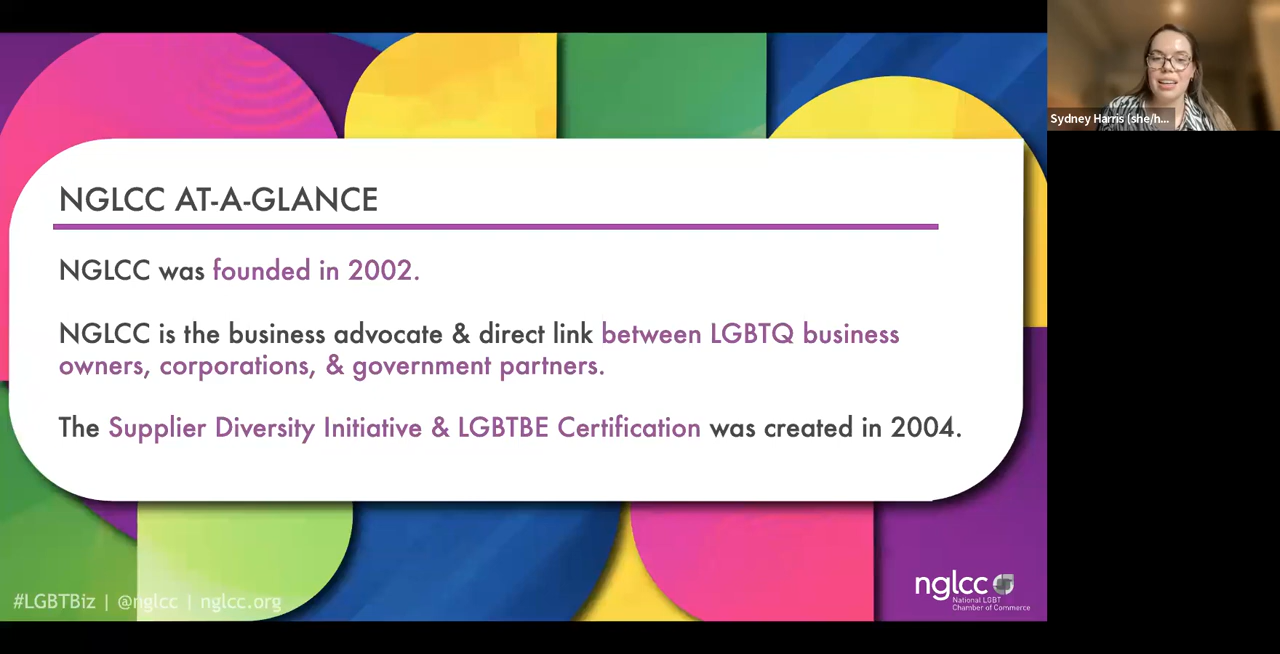 NGLCC AT-A-GLANCE
NGLCC was founded in 2002.
NGLCC is the business advocate & direct link between LGBTQ business
owners, corporations, & government partners.
The Supplier Diversity Initiative & LGBTBE Certification was created in 2004.
#LGBTBiz | @nglcc | nglcc.org
nglcc
National LGBT
Chamber of Commerce
Sydney Harris (she/h...